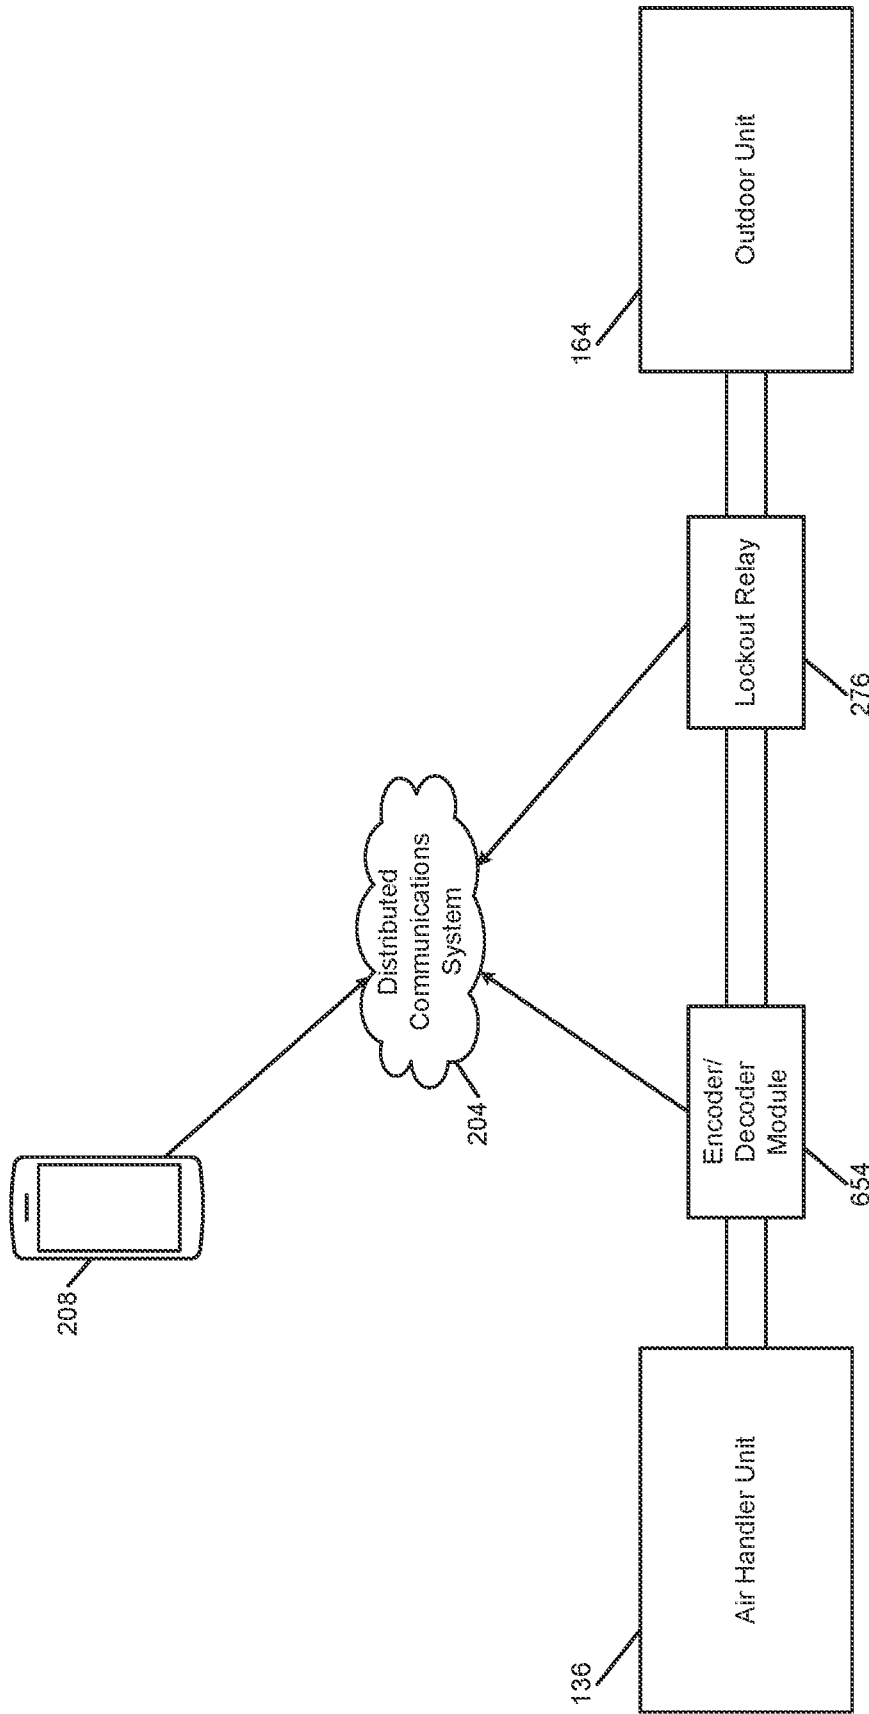 208
Distributed
Communications
System
204
136
Air Handler Unit
Encoder/
Decoder
Module
654
Lockout Relay
276
164
Outdoor Unit